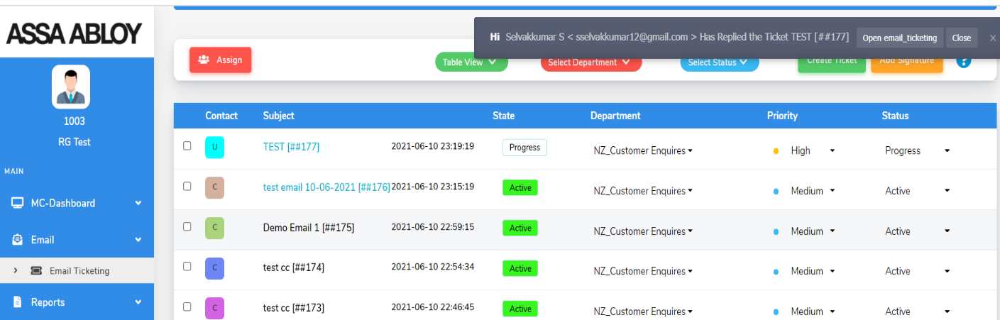 ASSA ABLOY
1003
RG Test
MAIN
MC-Dashboard
Email
Email Ticketing
Reports
Hi Selvakkumar S < sselvakkumar12@gmail.com > Has Replied the Ticket TEST [##177] Open email_ticketing Close ×
Assign Table View Select Department Select Status Create Ticket Add Signature ?
Contact Subject State Department Priority Status
U TEST [##177] 2021-06-10 23:19:19 Progress NZ_Customer Enquires High Progress
C test email 10-06-2021 [##176] 2021-06-10 23:15:19 Active NZ_Customer Enquires Medium Active
C Demo Email 1 [##175] 2021-06-10 22:59:15 Active NZ_Customer Enquires Medium Active
C test cc [##174] 2021-06-10 22:54:34 Active NZ_Customer Enquires Medium Active
C test cc [##173] 2021-06-10 22:46:45 Active NZ_Customer Enquires Medium Active